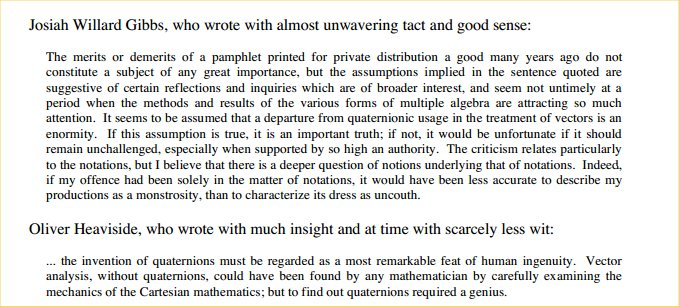 Josiah Willard Gibbs, who wrote with almost unwavering tact and good sense:
The merits or demerits of a pamphlet printed for private distribution a good many years ago do not
constitute a subject of any great importance, but the assumptions implied in the sentence quoted are
suggestive of certain reflections and inquiries which are of broader interest, and seem not untimely at a
period when the methods and results of the various forms of multiple algebra are attracting so much
attention. It seems to be assumed that a departure from quaternionic usage in the treatment of vectors is an
enormity. If this assumption is true, it is an important truth; if not, it would be unfortunate if it should
remain unchallenged, especially when supported by so high an authority. The criticism relates particularly
to the notations, but I believe that there is a deeper question of notions underlying that of notations. Indeed,
if my offence had been solely in the matter of notations, it would have been less accurate to describe my
productions as a monstrosity, than to characterize its dress as uncouth.
Oliver Heaviside, who wrote with much insight and at time with scarcely less wit:
... the invention of quaternions must be regarded as a most remarkable feat of human ingenuity. Vector
analysis, without quaternions, could have been found by any mathematician by carefully examining the
mechanics of the Cartesian mathematics; but to find out quaternions required a genius.